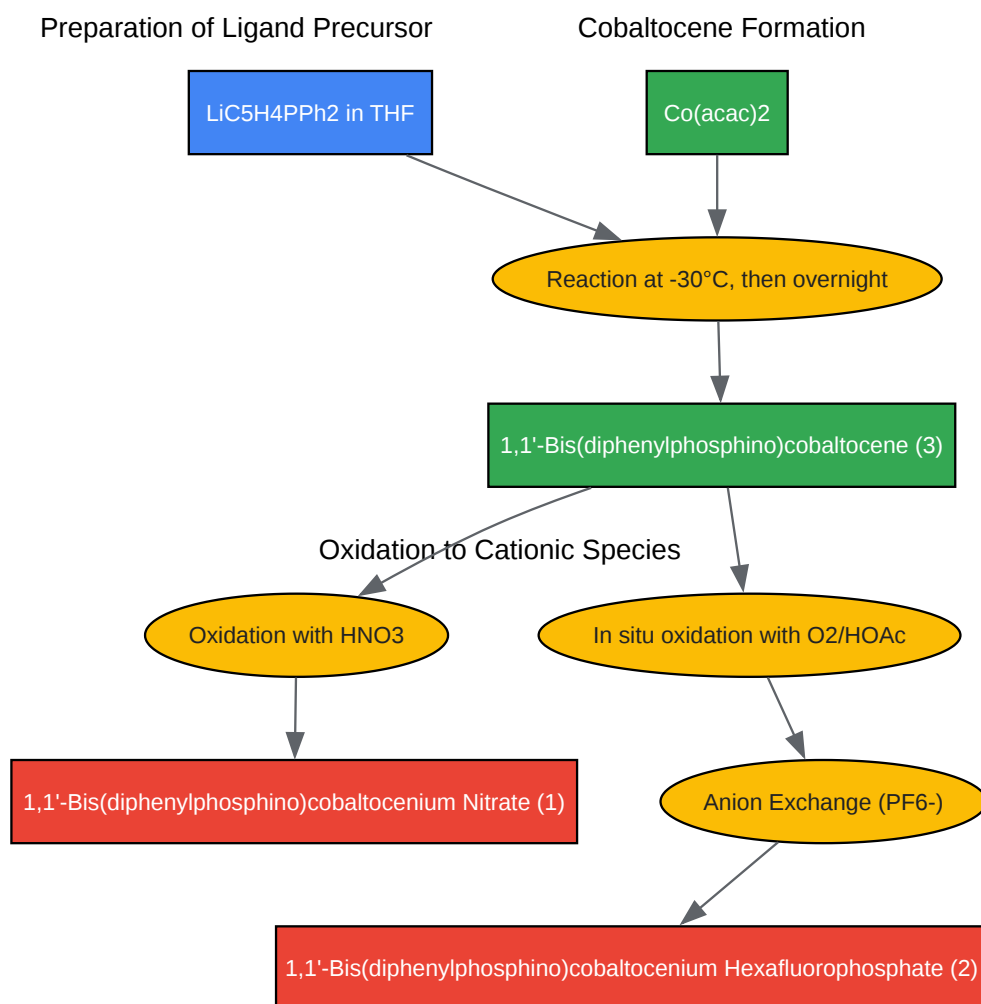 Preparation of Ligand Precursor
Cobaltocene Formation
LiC5H4PPh2 in THF
Co(acac)2
Reaction at -30°C, then overnight
1,1'-Bis(diphenylphosphino)cobaltocene (3)
Oxidation to Cationic Species
Oxidation with HNO3
In situ oxidation with O2/HOAc
1,1'-Bis(diphenylphosphino)cobaltocenium Nitrate (1)
Anion Exchange (PF6-)
1,1'-Bis(diphenylphosphino)cobaltocenium Hexafluorophosphate (2)